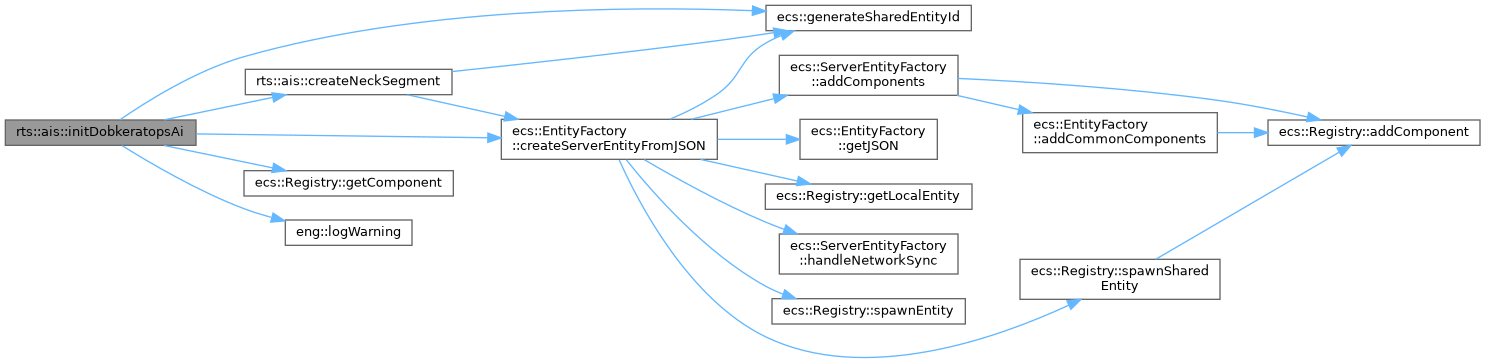 rts::ais::initDobkeratopsAi
ecs::generateSharedEntityId
rts::ais::createNeckSegment
ecs::EntityFactory
::createServerEntityFromJSON
ecs::Registry::getComponent
eng::logWarning
ecs::ServerEntityFactory
::addComponents
ecs::EntityFactory
::getJSON
ecs::Registry::getLocalEntity
ecs::ServerEntityFactory
::handleNetworkSync
ecs::Registry::spawnEntity
ecs::EntityFactory
::addCommonComponents
ecs::Registry::spawnShared
Entity
ecs::Registry::addComponent